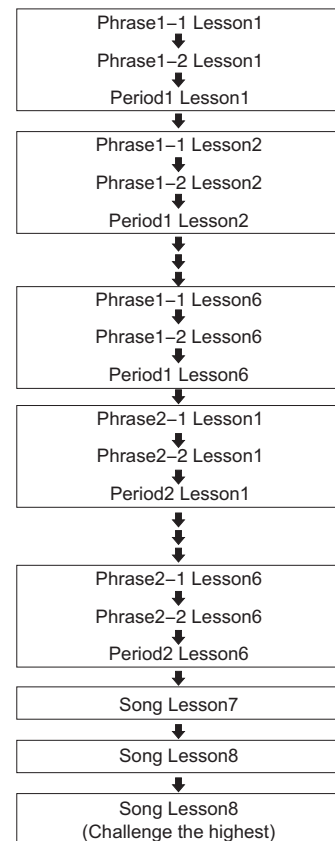 Phrase1−1 Lesson1
Phrase1−2 Lesson1
Period1 Lesson1
Phrase1−1 Lesson2
Phrase1−2 Lesson2
Period1 Lesson2
Phrase1−1 Lesson6
Phrase1−2 Lesson6
Period1 Lesson6
Phrase2−1 Lesson1
Phrase2−2 Lesson1
Period2 Lesson1
Phrase2−1 Lesson6
Phrase2−2 Lesson6
Period2 Lesson6
Song Lesson7
Song Lesson8
Song Lesson8
(Challenge the highest)